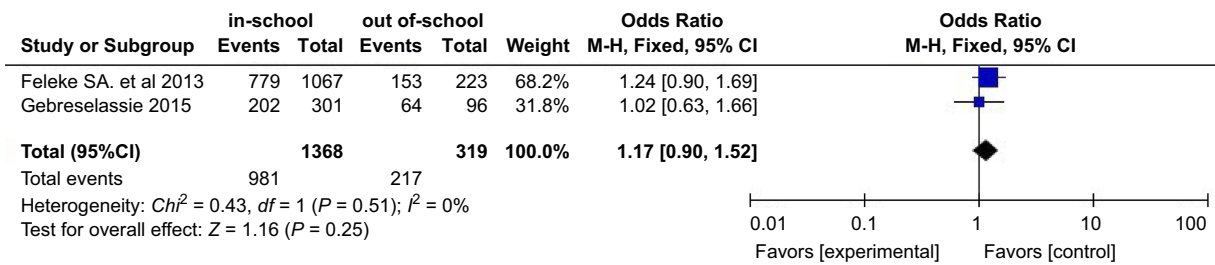 in-school out of-school Odds Ratio Odds Ratio
Study or Subgroup Events Total Events Total Weight M-H, Fixed, 95% CI M-H, Fixed, 95% CI
Feleke SA. et al 2013 779 1067 153 223 68.2% 1.24 [0.90, 1.69]
Gebreselassie 2015 202 301 64 96 31.8% 1.02 [0.63, 1.66]
Total (95%CI) 1368 319 100.0% 1.17 [0.90, 1.52]
Total events 981 217
Heterogeneity: Chi² = 0.43, df = 1 (P = 0.51); I² = 0%
Test for overall effect: Z = 1.16 (P = 0.25)
0.01 0.1 1 10 100
Favors [experimental] Favors [control]